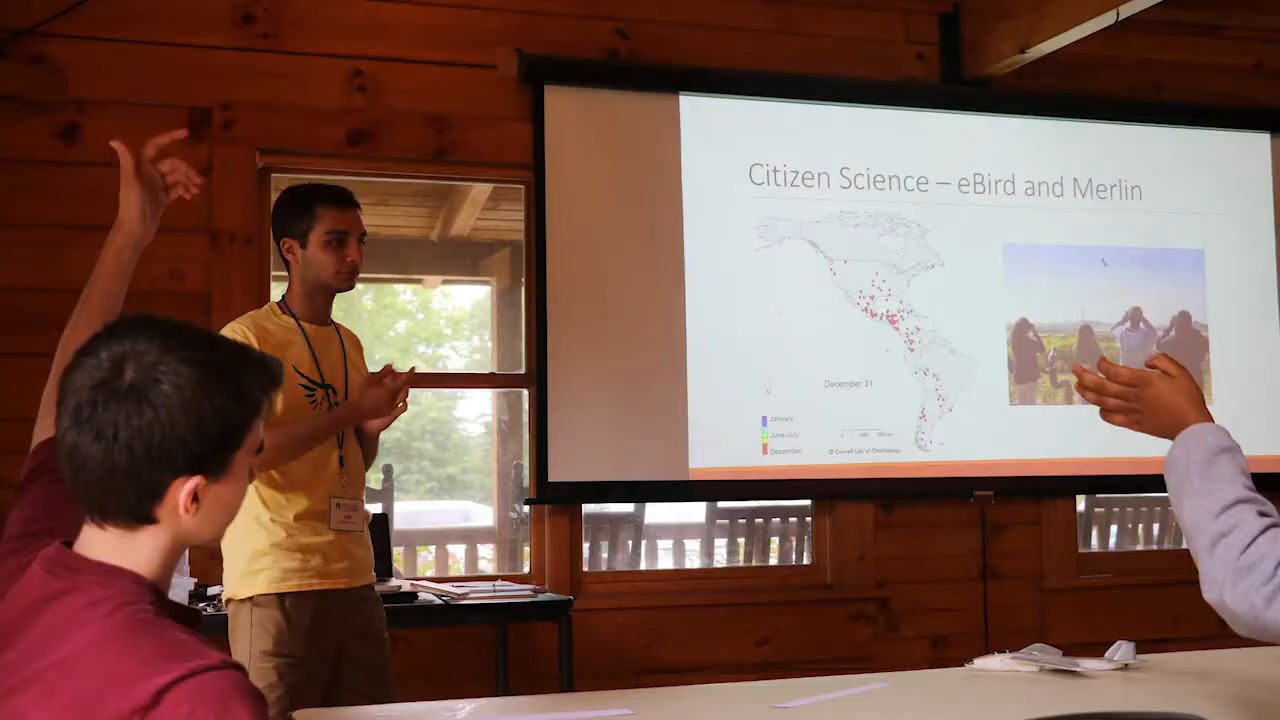 Citizen Science – eBird and Merlin
December 31
January
June-July
December
© Cornell Lab of Ornithology